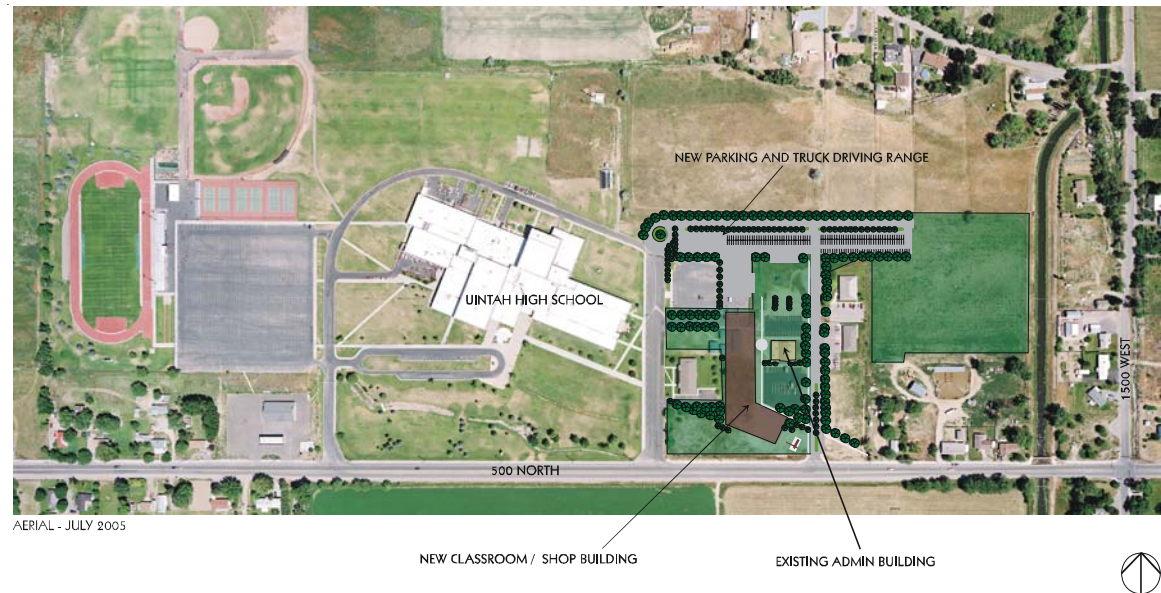 NEW PARKING AND TRUCK DRIVING RANGE
UINTAH HIGH SCHOOL
1500 WEST
500 NORTH
AERIAL - JULY 2005
NEW CLASSROOM / SHOP BUILDING
EXISTING ADMIN BUILDING